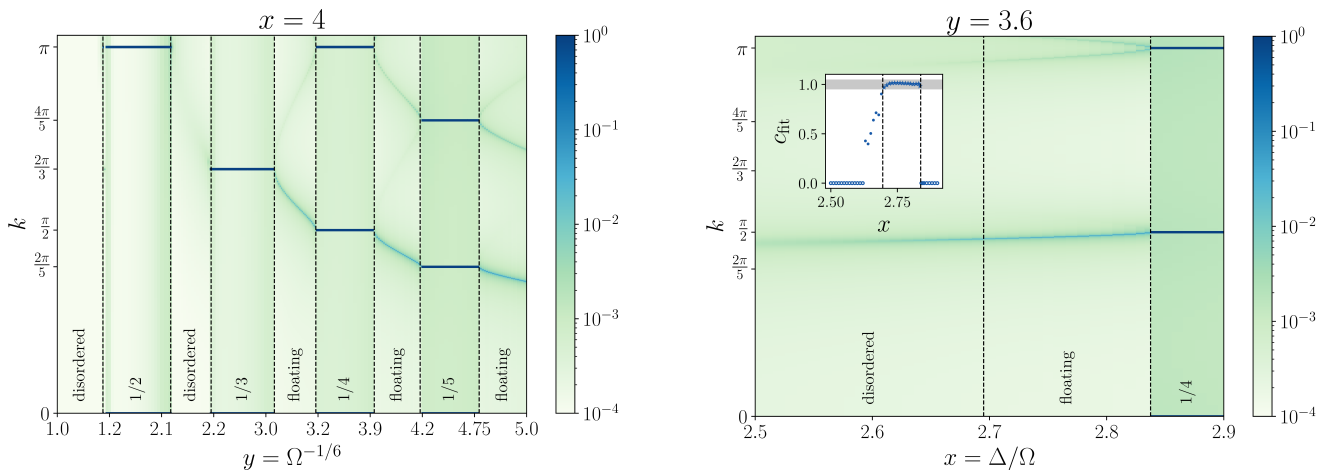 x = 4
π
4π/5
2π/3
π/2
2π/5
0
k
disordered
1/2
disordered
1/3
floating
1/4
floating
1/5
floating
1.0 1.2 2.1 2.2 3.0 3.2 3.9 4.2 4.75 5.0
y = Ω^{-1/6}
10^0
10^{-1}
10^{-2}
10^{-3}
10^{-4}
y = 3.6
π
4π/5
2π/3
π/2
2π/5
0
k
1.0
0.5
0.0
c_fit
2.50 2.75
x
disordered
floating
1/4
2.5 2.6 2.7 2.8 2.9
x = Δ/Ω
10^0
10^{-1}
10^{-2}
10^{-3}
10^{-4}